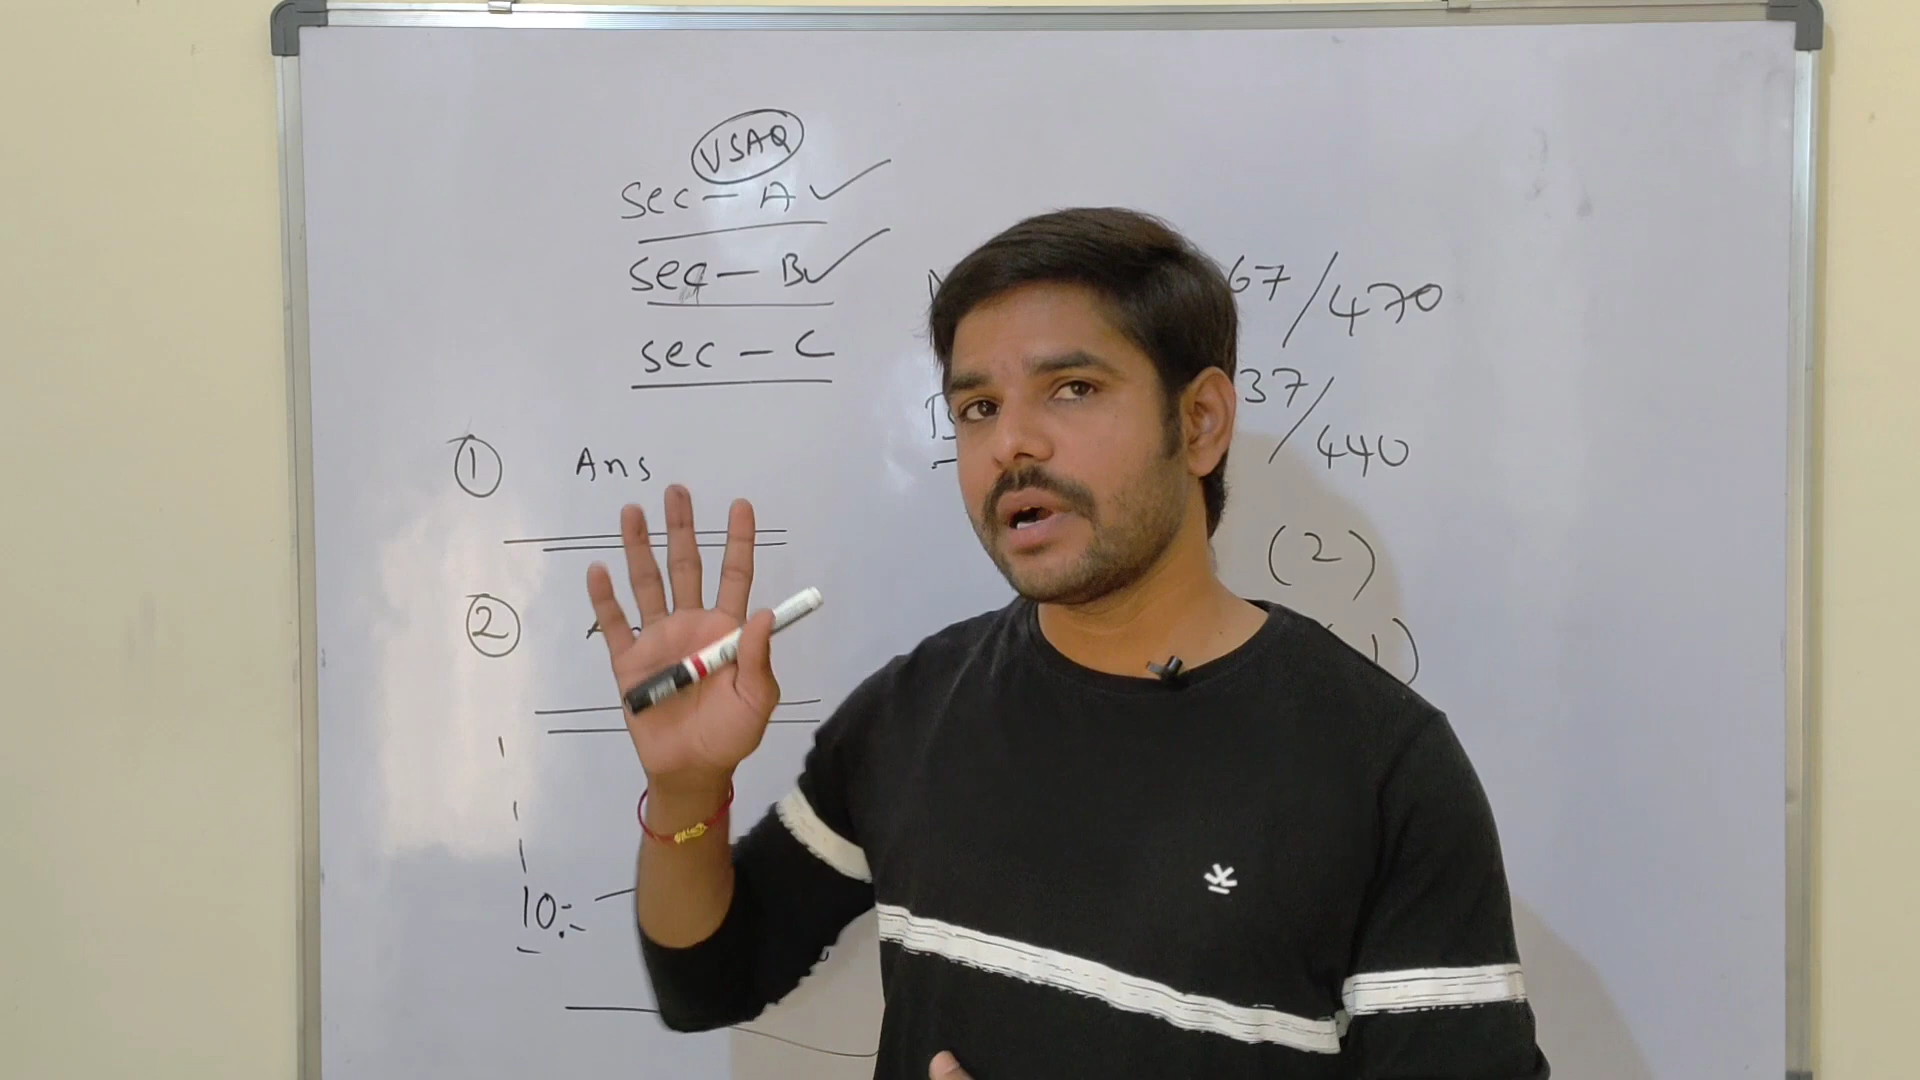 VSAQ
Sec - A
Sec - B
Sec - C
67/470
37/440
1 Ans
(2)
2
10:-